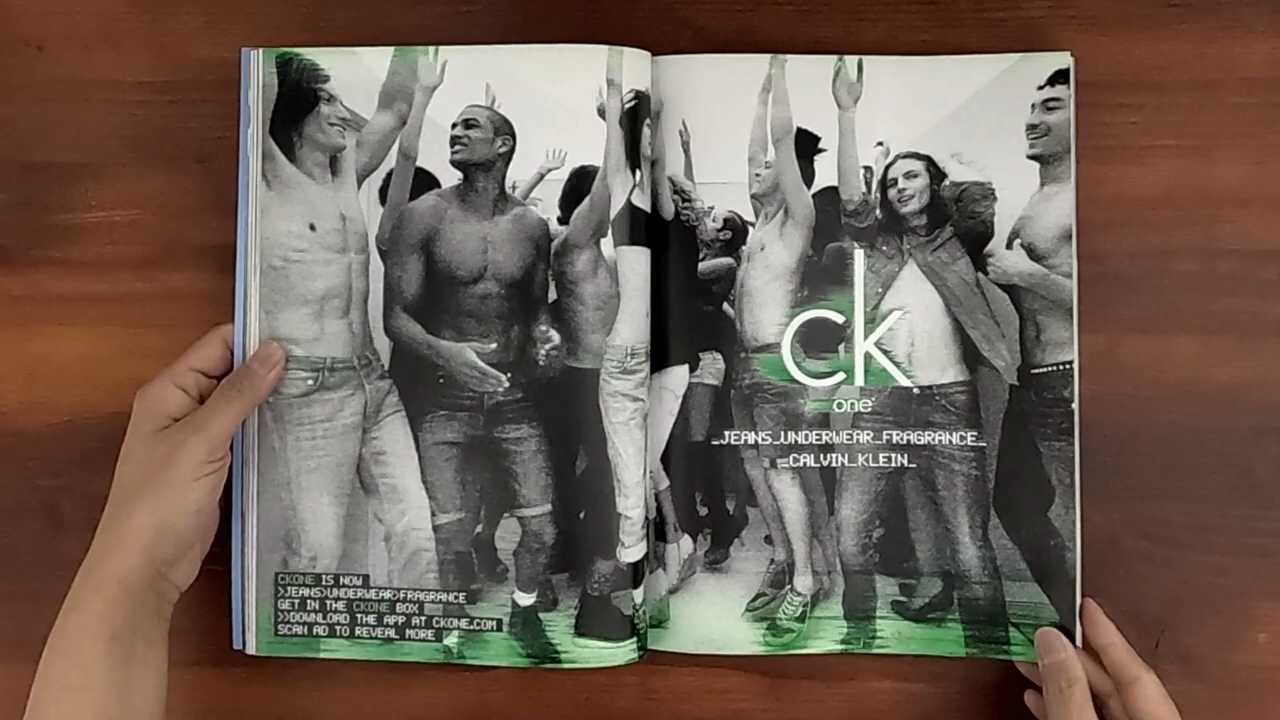 CKONE IS NOW
>JEANS>UNDERWEAR>FRAGRANCE
GET IN THE CKONE BOX
>>DOWNLOAD THE APP AT CKONE.COM
SCAN AD TO REVEAL MORE
ck
one
_JEANS_UNDERWEAR_FRAGRANCE_
_CALVIN_KLEIN_